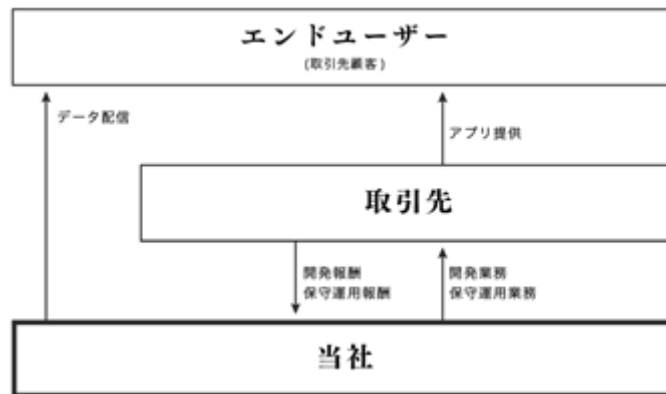 エンドユーザー
(取引先顧客)
データ配信
アプリ提供
取引先
開発報酬
保守運用報酬
開発業務
保守運用業務
当社